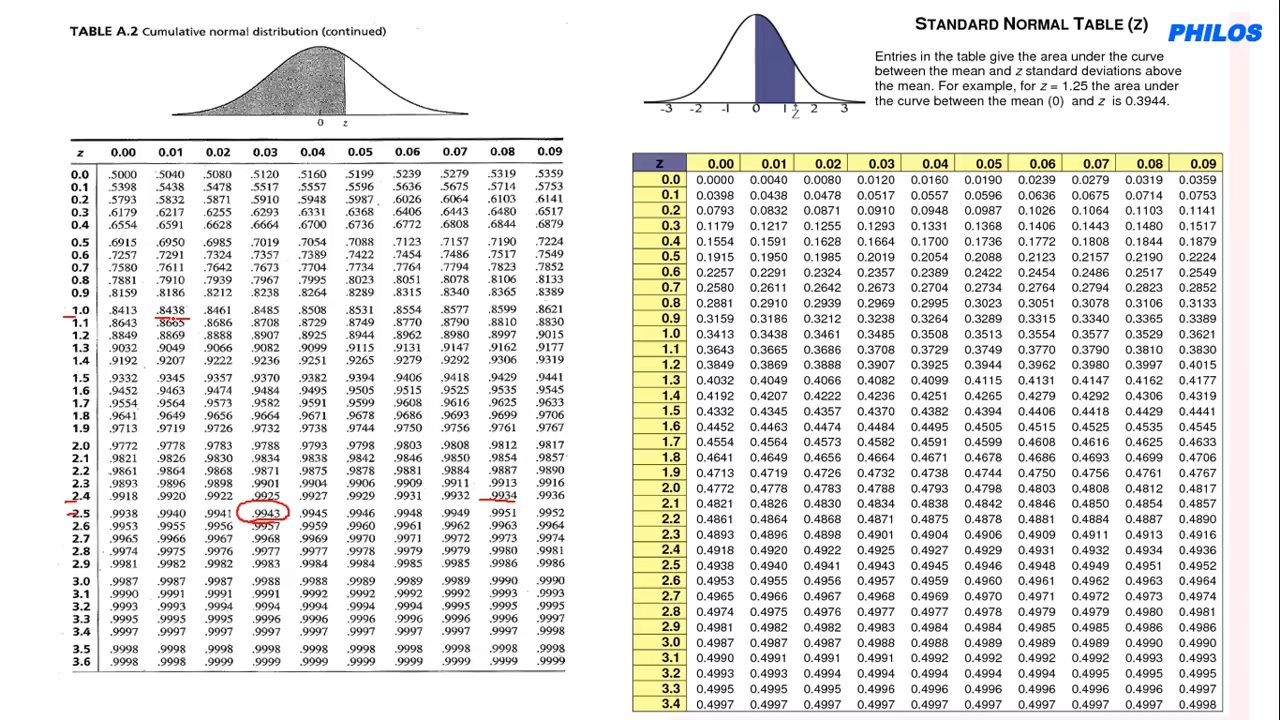 TABLE A.2 Cumulative normal distribution (continued)
0 z
z 0.00 0.01 0.02 0.03 0.04 0.05 0.06 0.07 0.08 0.09
0.0 .5000 .5040 .5080 .5120 .5160 .5199 .5239 .5279 .5319 .5359
0.1 .5398 .5438 .5478 .5517 .5557 .5596 .5636 .5675 .5714 .5753
0.2 .5793 .5832 .5871 .5910 .5948 .5987 .6026 .6064 .6103 .6141
0.3 .6179 .6217 .6255 .6293 .6331 .6368 .6406 .6443 .6480 .6517
0.4 .6554 .6591 .6628 .6664 .6700 .6736 .6772 .6808 .6844 .6879
0.5 .6915 .6950 .6985 .7019 .7054 .7088 .7123 .7157 .7190 .7224
0.6 .7257 .7291 .7324 .7357 .7389 .7422 .7454 .7486 .7517 .7549
0.7 .7580 .7611 .7642 .7673 .7704 .7734 .7764 .7794 .7823 .7852
0.8 .7881 .7910 .7939 .7967 .7995 .8023 .8051 .8078 .8106 .8133
0.9 .8159 .8186 .8212 .8238 .8264 .8289 .8315 .8340 .8365 .8389
1.0 .8413 .8438 .8461 .8485 .8508 .8531 .8554 .8577 .8599 .8621
1.1 .8643 .8665 .8686 .8708 .8729 .8749 .8770 .8790 .8810 .8830
1.2 .8849 .8869 .8888 .8907 .8925 .8944 .8962 .8980 .8997 .9015
1.3 .9032 .9049 .9066 .9082 .9099 .9115 .9131 .9147 .9162 .9177
1.4 .9192 .9207 .9222 .9236 .9251 .9265 .9279 .9292 .9306 .9319
1.5 .9332 .9345 .9357 .9370 .9382 .9394 .9406 .9418 .9429 .9441
1.6 .9452 .9463 .9474 .9484 .9495 .9505 .9515 .9525 .9535 .9545
1.7 .9554 .9564 .9573 .9582 .9591 .9599 .9608 .9616 .9625 .9633
1.8 .9641 .9649 .9656 .9664 .9671 .9678 .9686 .9693 .9699 .9706
1.9 .9713 .9719 .9726 .9732 .9738 .9744 .9750 .9756 .9761 .9767
2.0 .9772 .9778 .9783 .9788 .9793 .9798 .9803 .9808 .9812 .9817
2.1 .9821 .9826 .9830 .9834 .9838 .9842 .9846 .9850 .9854 .9857
2.2 .9861 .9864 .9868 .9871 .9875 .9878 .9881 .9884 .9887 .9890
2.3 .9893 .9896 .9898 .9901 .9904 .9906 .9909 .9911 .9913 .9916
2.4 .9918 .9920 .9922 .9925 .9927 .9929 .9931 .9932 .9934 .9936
2.5 .9938 .9940 .9941 .9943 .9945 .9946 .9948 .9949 .9951 .9952
2.6 .9953 .9955 .9956 .9957 .9959 .9960 .9961 .9962 .9963 .9964
2.7 .9965 .9966 .9967 .9968 .9969 .9970 .9971 .9972 .9973 .9974
2.8 .9974 .9975 .9976 .9977 .9977 .9978 .9979 .9979 .9980 .9981
2.9 .9981 .9982 .9982 .9983 .9984 .9984 .9985 .9985 .9986 .9986
3.0 .9987 .9987 .9987 .9988 .9988 .9989 .9989 .9989 .9990 .9990
3.1 .9990 .9991 .9991 .9991 .9992 .9992 .9992 .9992 .9993 .9993
3.2 .9993 .9993 .9994 .9994 .9994 .9994 .9994 .9995 .9995 .9995
3.3 .9995 .9995 .9995 .9996 .9996 .9996 .9996 .9996 .9996 .9997
3.4 .9997 .9997 .9997 .9997 .9997 .9997 .9997 .9997 .9997 .9998
3.5 .9998 .9998 .9998 .9998 .9998 .9998 .9998 .9998 .9998 .9998
3.6 .9998 .9998 .9999 .9999 .9999 .9999 .9999 .9999 .9999 .9999
STANDARD NORMAL TABLE (Z)
PHILOS
Entries in the table give the area under the curve
between the mean and z standard deviations above
the mean. For example, for z = 1.25 the area under
the curve between the mean (0) and z is 0.3944.
-3 -2 -1 0 1 z 2 3
z 0.00 0.01 0.02 0.03 0.04 0.05 0.06 0.07 0.08 0.09
0.0 0.0000 0.0040 0.0080 0.0120 0.0160 0.0190 0.0239 0.0279 0.0319 0.0359
0.1 0.0398 0.0438 0.0478 0.0517 0.0557 0.0596 0.0636 0.0675 0.0714 0.0753
0.2 0.0793 0.0832 0.0871 0.0910 0.0948 0.0987 0.1026 0.1064 0.1103 0.1141
0.3 0.1179 0.1217 0.1255 0.1293 0.1331 0.1368 0.1406 0.1443 0.1480 0.1517
0.4 0.1554 0.1591 0.1628 0.1664 0.1700 0.1736 0.1772 0.1808 0.1844 0.1879
0.5 0.1915 0.1950 0.1985 0.2019 0.2054 0.2088 0.2123 0.2157 0.2190 0.2224
0.6 0.2257 0.2291 0.2324 0.2357 0.2389 0.2422 0.2454 0.2486 0.2517 0.2549
0.7 0.2580 0.2611 0.2642 0.2673 0.2704 0.2734 0.2764 0.2794 0.2823 0.2852
0.8 0.2881 0.2910 0.2939 0.2969 0.2995 0.3023 0.3051 0.3078 0.3106 0.3133
0.9 0.3159 0.3186 0.3212 0.3238 0.3264 0.3289 0.3315 0.3340 0.3355 0.3389
1.0 0.3413 0.3438 0.3461 0.3485 0.3508 0.3513 0.3554 0.3577 0.3529 0.3621
1.1 0.3643 0.3665 0.3686 0.3708 0.3729 0.3749 0.3770 0.3790 0.3810 0.3830
1.2 0.3849 0.3869 0.3888 0.3907 0.3925 0.3944 0.3962 0.3980 0.3997 0.4015
1.3 0.4032 0.4049 0.4066 0.4082 0.4099 0.4115 0.4131 0.4147 0.4162 0.4177
1.4 0.4192 0.4207 0.4222 0.4236 0.4251 0.4265 0.4279 0.4292 0.4306 0.4319
1.5 0.4332 0.4345 0.4357 0.4370 0.4382 0.4394 0.4406 0.4418 0.4429 0.4441
1.6 0.4452 0.4463 0.4474 0.4484 0.4495 0.4505 0.4515 0.4525 0.4535 0.4545
1.7 0.4554 0.4564 0.4573 0.4582 0.4591 0.4599 0.4608 0.4616 0.4625 0.4633
1.8 0.4641 0.4649 0.4656 0.4664 0.4671 0.4678 0.4686 0.4693 0.4699 0.4706
1.9 0.4713 0.4719 0.4726 0.4732 0.4738 0.4744 0.4750 0.4756 0.4761 0.4767
2.0 0.4772 0.4778 0.4783 0.4788 0.4793 0.4798 0.4803 0.4808 0.4812 0.4817
2.1 0.4821 0.4826 0.4830 0.4834 0.4838 0.4842 0.4846 0.4850 0.4854 0.4857
2.2 0.4861 0.4864 0.4868 0.4871 0.4875 0.4878 0.4881 0.4884 0.4887 0.4890
2.3 0.4893 0.4896 0.4898 0.4901 0.4904 0.4906 0.4909 0.4911 0.4913 0.4916
2.4 0.4918 0.4920 0.4922 0.4925 0.4927 0.4929 0.4931 0.4932 0.4934 0.4936
2.5 0.4938 0.4940 0.4941 0.4943 0.4945 0.4946 0.4948 0.4949 0.4951 0.4952
2.6 0.4953 0.4955 0.4956 0.4957 0.4959 0.4960 0.4961 0.4962 0.4963 0.4964
2.7 0.4965 0.4966 0.4967 0.4968 0.4969 0.4970 0.4971 0.4972 0.4973 0.4974
2.8 0.4974 0.4975 0.4976 0.4977 0.4977 0.4978 0.4979 0.4979 0.4980 0.4981
2.9 0.4981 0.4982 0.4982 0.4983 0.4984 0.4984 0.4985 0.4985 0.4986 0.4986
3.0 0.4987 0.4987 0.4987 0.4988 0.4988 0.4989 0.4989 0.4989 0.4990 0.4990
3.1 0.4990 0.4991 0.4991 0.4991 0.4992 0.4992 0.4992 0.4992 0.4993 0.4993
3.2 0.4993 0.4993 0.4994 0.4994 0.4994 0.4994 0.4994 0.4995 0.4995 0.4995
3.3 0.4995 0.4995 0.4995 0.4996 0.4996 0.4996 0.4996 0.4996 0.4996 0.4997
3.4 0.4997 0.4997 0.4997 0.4997 0.4997 0.4997 0.4997 0.4997 0.4997 0.4998